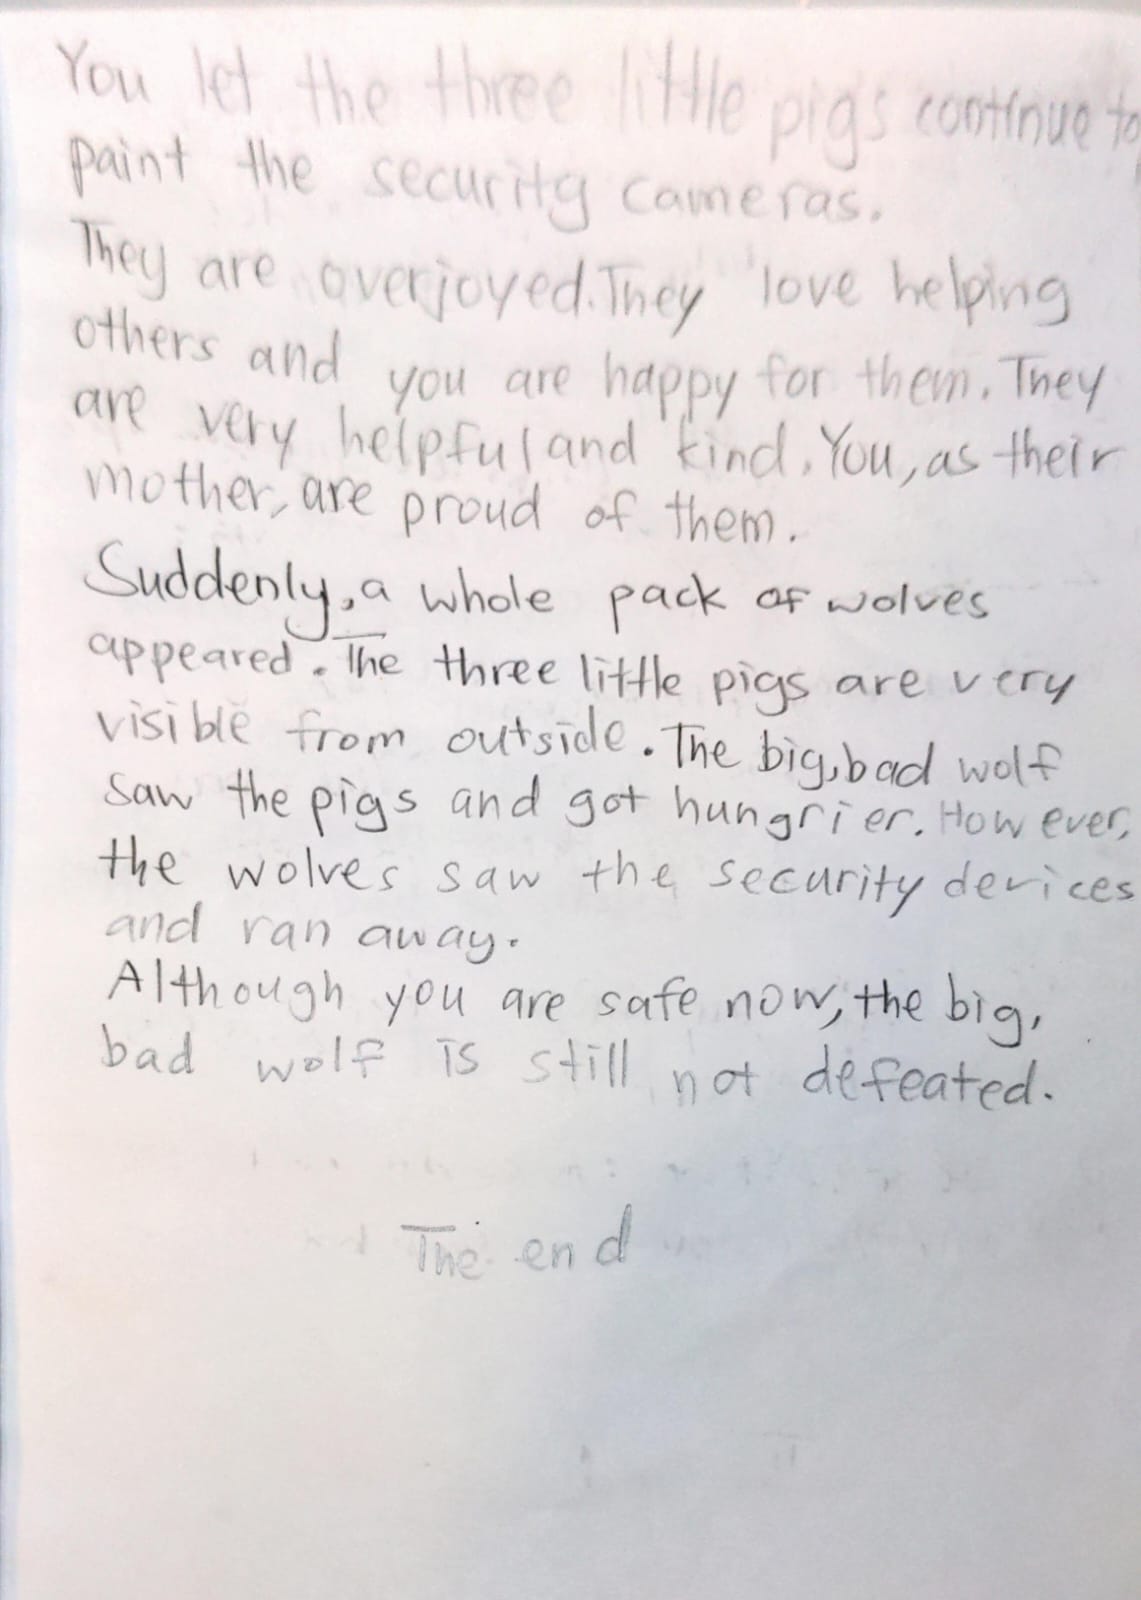 You let the three little pigs continue to
paint the security cameras.
They are overjoyed. They love helping
others and you are happy for them. They
are very helpful and kind. You, as their
mother, are proud of them.
Suddenly, a whole pack of wolves
appeared. The three little pigs are very
visible from outside. The big, bad wolf
saw the pigs and got hungrier. However,
the wolves saw the security devices
and ran away.
Although you are safe now, the big,
bad wolf is still not defeated.
The end